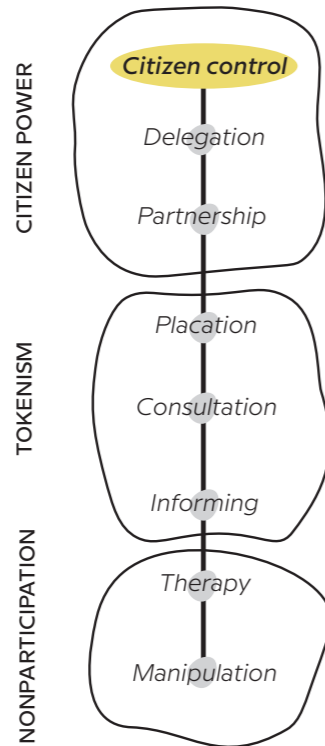 CITIZEN POWER
Citizen control
Delegation
Partnership
TOKENISM
Placation
Consultation
Informing
NONPARTICIPATION
Therapy
Manipulation